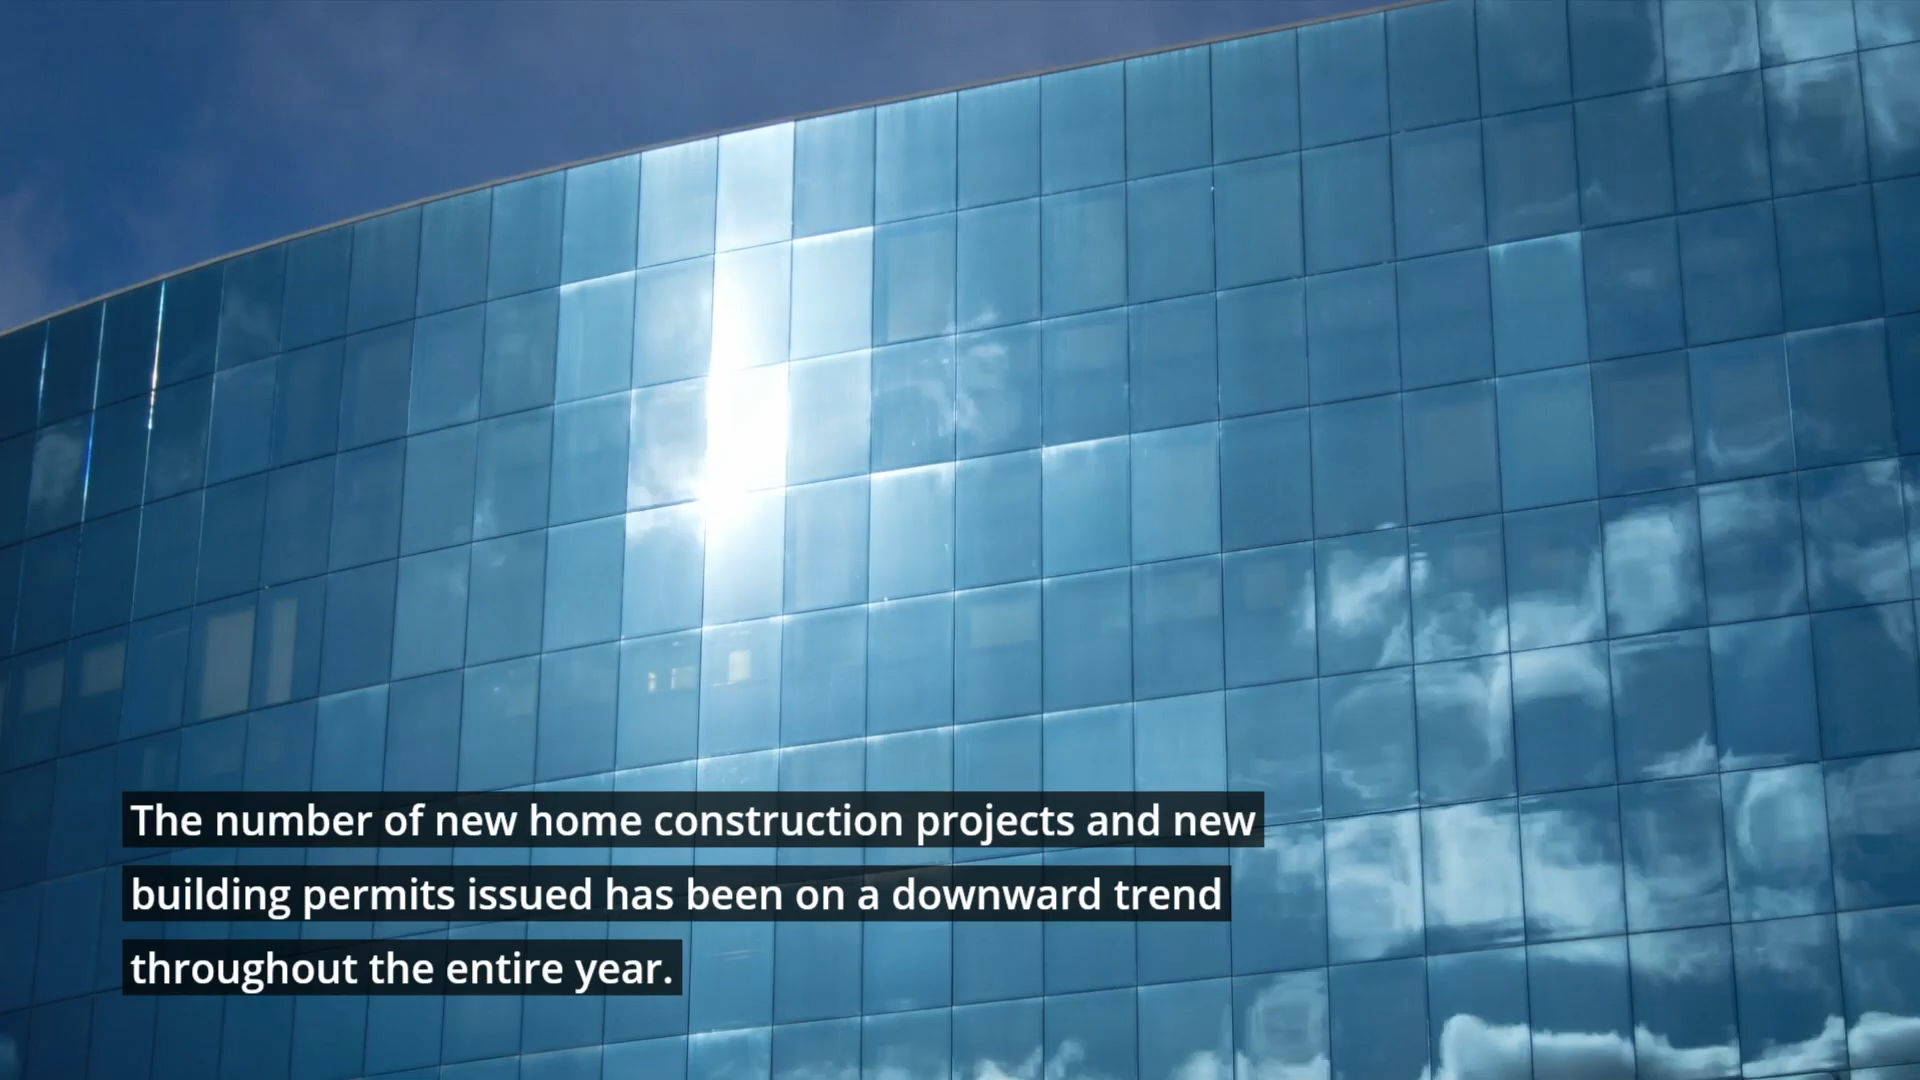 The number of new home construction projects and new
building permits issued has been on a downward trend
throughout the entire year.